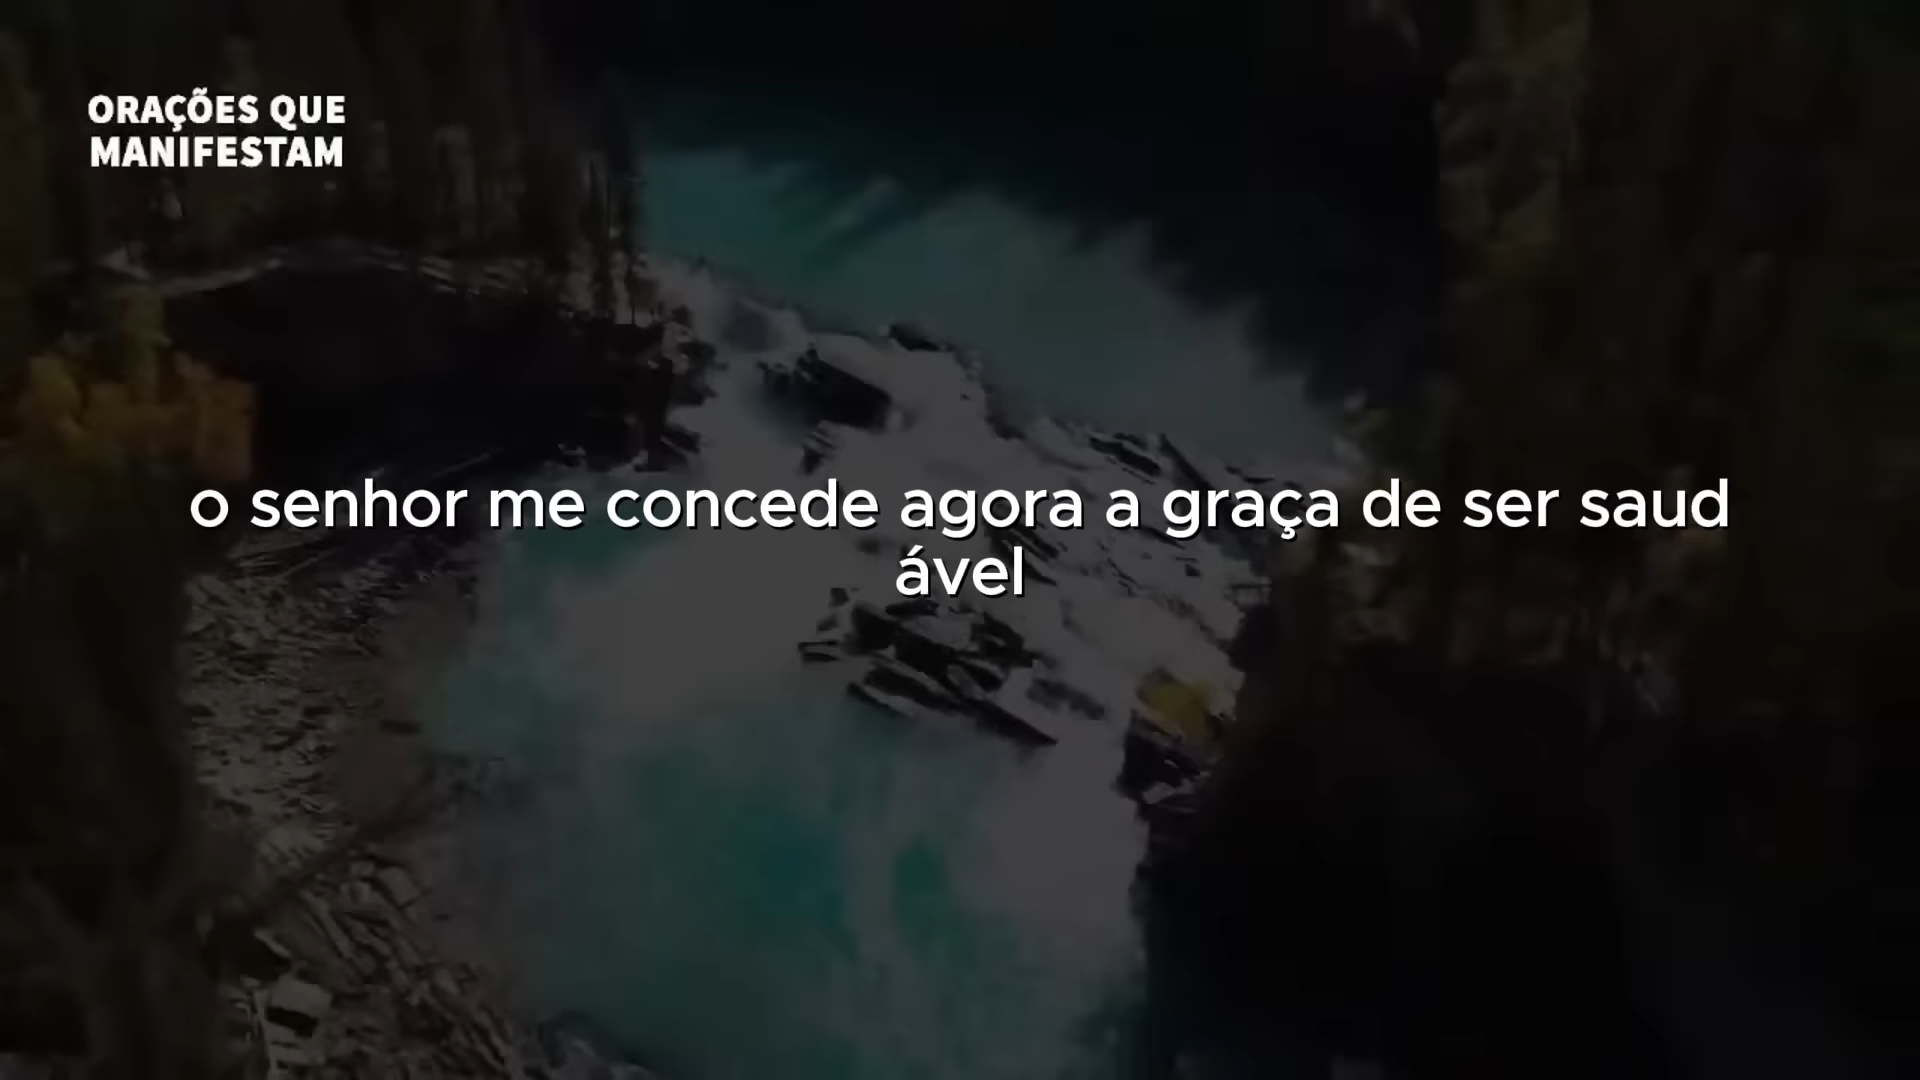 ORAÇÕES QUE
MANIFESTAM
o senhor me concede agora a graça de ser saud
ável